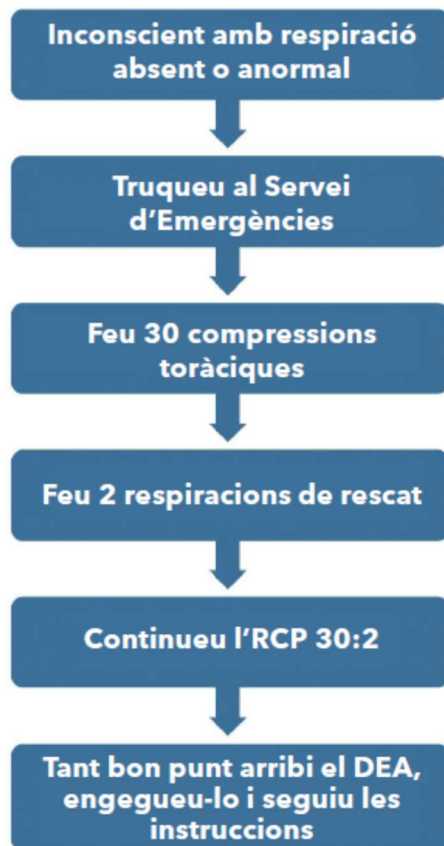 Inconscient amb respiració
absent o anormal
Truqueu al Servei
d’Emergències
Feu 30 compressions
toràciques
Feu 2 respiracions de rescat
Continueu l’RCP 30:2
Tant bon punt arribi el DEA,
engegueu-lo i seguiu les
instruccions